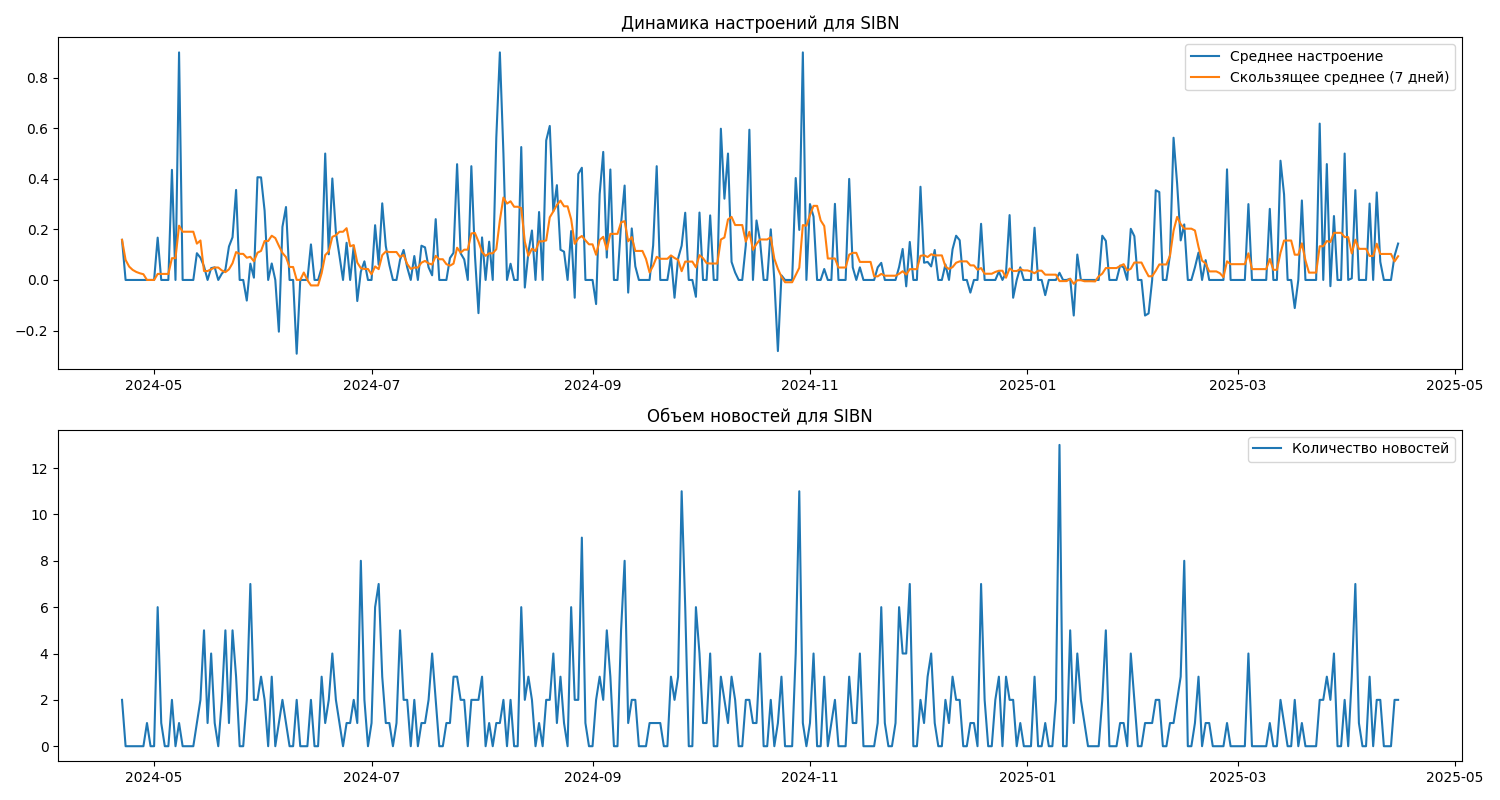 Динамика настроений для SIBN
Среднее настроение
Скользящее среднее (7 дней)
0.8
0.6
0.4
0.2
0.0
−0.2
2024-05 2024-07 2024-09 2024-11 2025-01 2025-03 2025-05
Объем новостей для SIBN
Количество новостей
12
10
8
6
4
2
0
2024-05 2024-07 2024-09 2024-11 2025-01 2025-03 2025-05